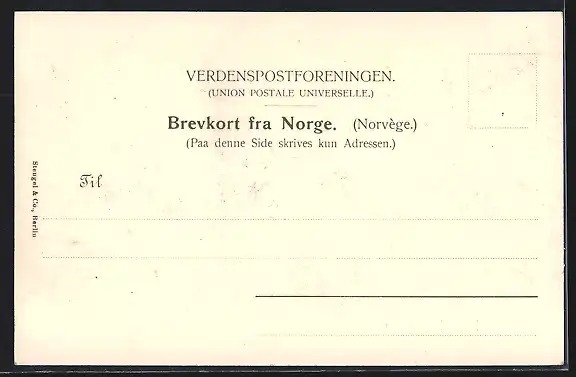 VERDENSPOSTFORENINGEN.
(UNION POSTALE UNIVERSELLE.)
Brevkort fra Norge. (Norvège.)
(Paa denne Side skrives kun Adressen.)
Til
Stengel & Co., Berlin